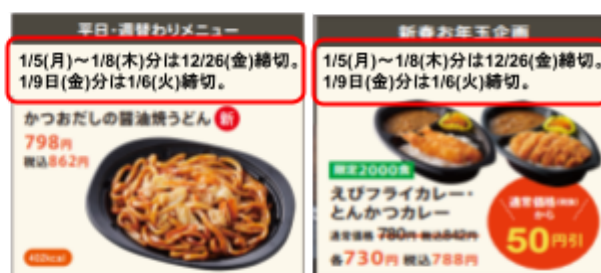 平日・週替わりメニュー
1/5(月)～1/8(木)分は12/26(金)締切。
1/9日(金)分は1/6(火)締切。
かつおだしの醤油焼うどん 新
798円
税込862円
402kcal
新春お年玉企画
1/5(月)～1/8(木)分は12/26(金)締切。
1/9日(金)分は1/6(火)締切。
限定2000食
えびフライカレー・
とんかつカレー
通常価格 780円 税込842円
各730円 税込788円
通常価格(税抜)
から
50円引